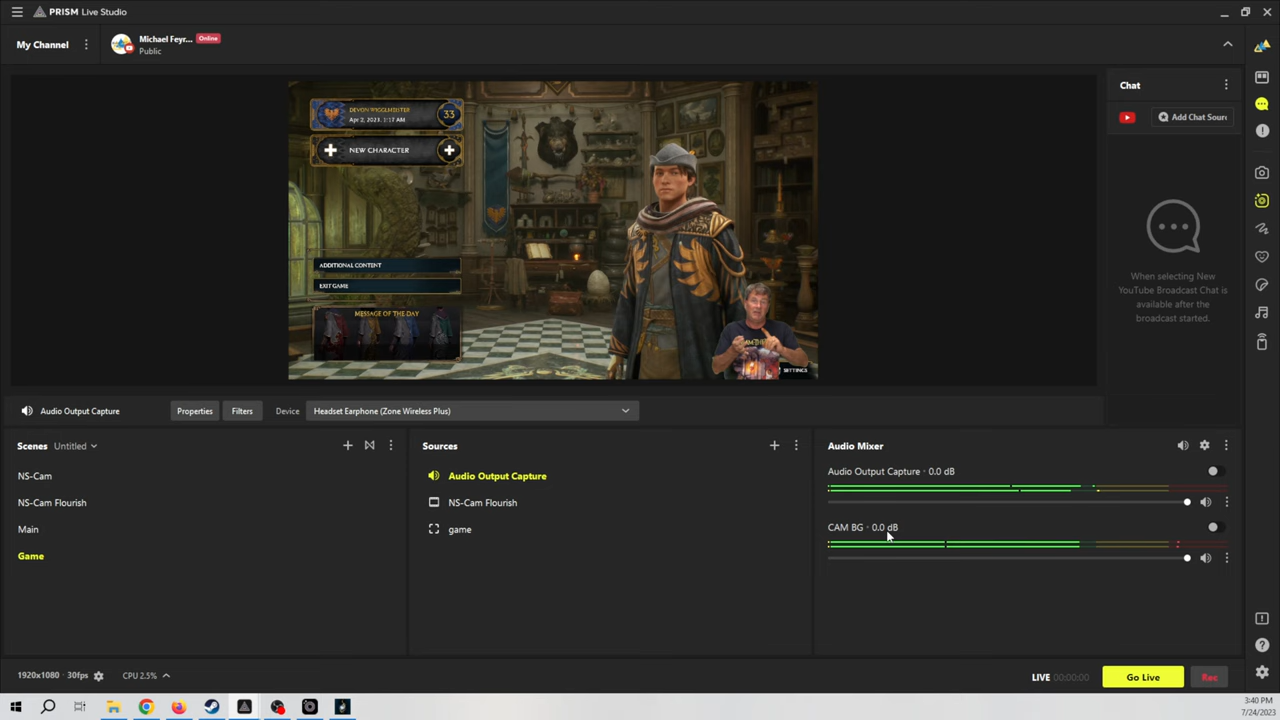 PRISM Live Studio
My Channel
Michael Feyr... Online
Public
DEVON WIGGLMEISTER
Apr 2, 2023, 1:17 AM
33
NEW CHARACTER
ADDITIONAL CONTENT
EXIT GAME
MESSAGE OF THE DAY
SETTINGS
Chat
Add Chat Sour
When selecting New
YouTube Broadcast Chat is
available after the
broadcast started.
Audio Output Capture
Properties
Filters
Device
Headset Earphone (Zone Wireless Plus)
Scenes
Untitled
NS-Cam
NS-Cam Flourish
Main
Game
Sources
Audio Output Capture
NS-Cam Flourish
game
Audio Mixer
Audio Output Capture - 0.0 dB
CAM BG - 0.0 dB
1920x1080 · 30fps
CPU 2.5%
LIVE 00:00:00
Go Live
Rec
3:40 PM
7/24/2023